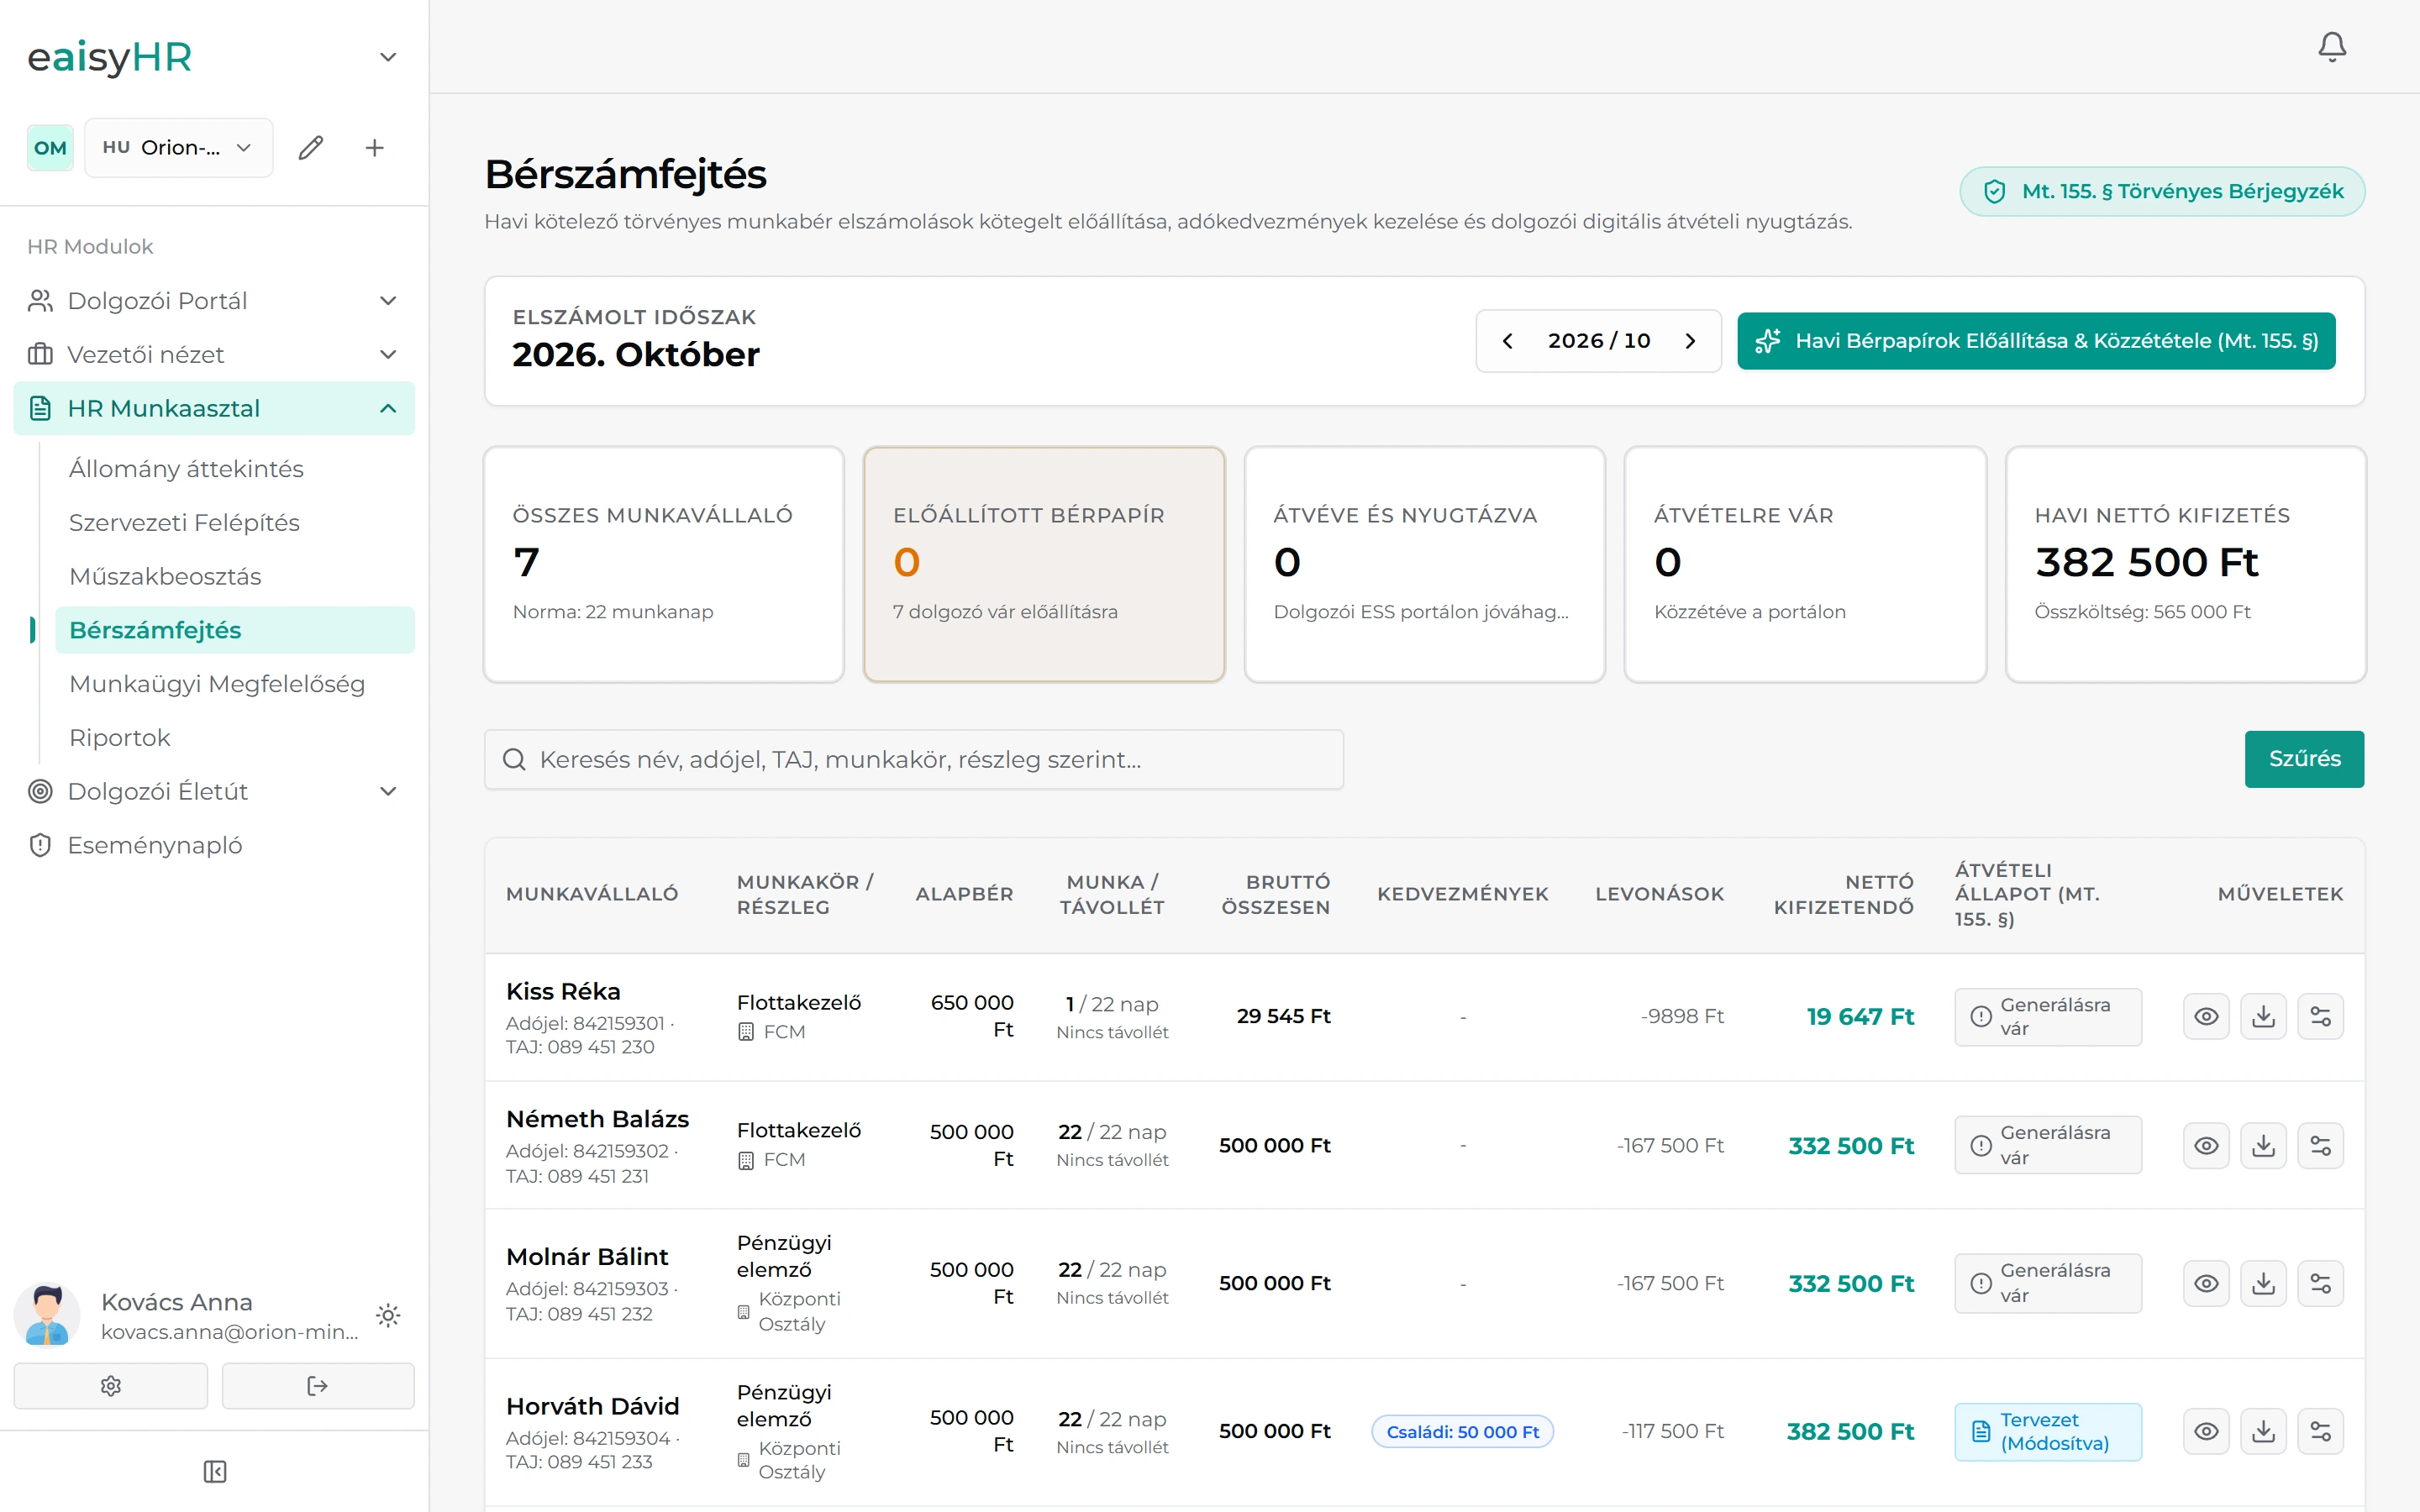 eaisyHR
OM HU Orion-...
HR Modulok
Dolgozói Portál
Vezetői nézet
HR Munkaasztal
Állomány áttekintés
Szervezeti Felépítés
Műszakbeosztás
Bérszámfejtés
Munkaügyi Megfelelőség
Riportok
Dolgozói Életút
Eseménynapló
Kovács Anna
kovacs.anna@orion-min...
Bérszámfejtés
Havi kötelező törvényes munkabér elszámolások kötegelt előállítása, adókedvezmények kezelése és dolgozói digitális átvételi nyugtázás.
Mt. 155. § Törvényes Bérjegyzék
ELSZÁMOLT IDŐSZAK
2026. Október
2026 / 10
Havi Bérpapírok Előállítása & Közzététele (Mt. 155. §)
ÖSSZES MUNKAVÁLLALÓ
7
Norma: 22 munkanap
ELŐÁLLÍTOTT BÉRPAPÍR
0
7 dolgozó vár előállításra
ÁTVÉVE ÉS NYUGTÁZVA
0
Dolgozói ESS portálon jóváhag...
ÁTVÉTELRE VÁR
0
Közzétéve a portálon
HAVI NETTÓ KIFIZETÉS
382 500 Ft
Összköltség: 565 000 Ft
Keresés név, adójel, TAJ, munkakör, részleg szerint...
Szűrés
MUNKAVÁLLALÓ
MUNKAKÖR /
RÉSZLEG
ALAPBÉR
MUNKA /
TÁVOLLÉT
BRUTTÓ
ÖSSZESEN
KEDVEZMÉNYEK
LEVONÁSOK
NETTÓ
KIFIZETENDŐ
ÁTVÉTELI
ÁLLAPOT (MT.
155. §)
MŰVELETEK
Kiss Réka
Adójel: 842159301 ·
TAJ: 089 451 230
Flottakezelő
FCM
650 000
Ft
1 / 22 nap
Nincs távollét
29 545 Ft
-
-9898 Ft
19 647 Ft
Generálásra
vár
Németh Balázs
Adójel: 842159302 ·
TAJ: 089 451 231
Flottakezelő
FCM
500 000
Ft
22 / 22 nap
Nincs távollét
500 000 Ft
-
-167 500 Ft
332 500 Ft
Generálásra
vár
Molnár Bálint
Adójel: 842159303 ·
TAJ: 089 451 232
Pénzügyi
elemző
Központi
Osztály
500 000
Ft
22 / 22 nap
Nincs távollét
500 000 Ft
-
-167 500 Ft
332 500 Ft
Generálásra
vár
Horváth Dávid
Adójel: 842159304 ·
TAJ: 089 451 233
Pénzügyi
elemző
Központi
Osztály
500 000
Ft
22 / 22 nap
Nincs távollét
500 000 Ft
Családi: 50 000 Ft
-117 500 Ft
382 500 Ft
Tervezet
(Módosítva)